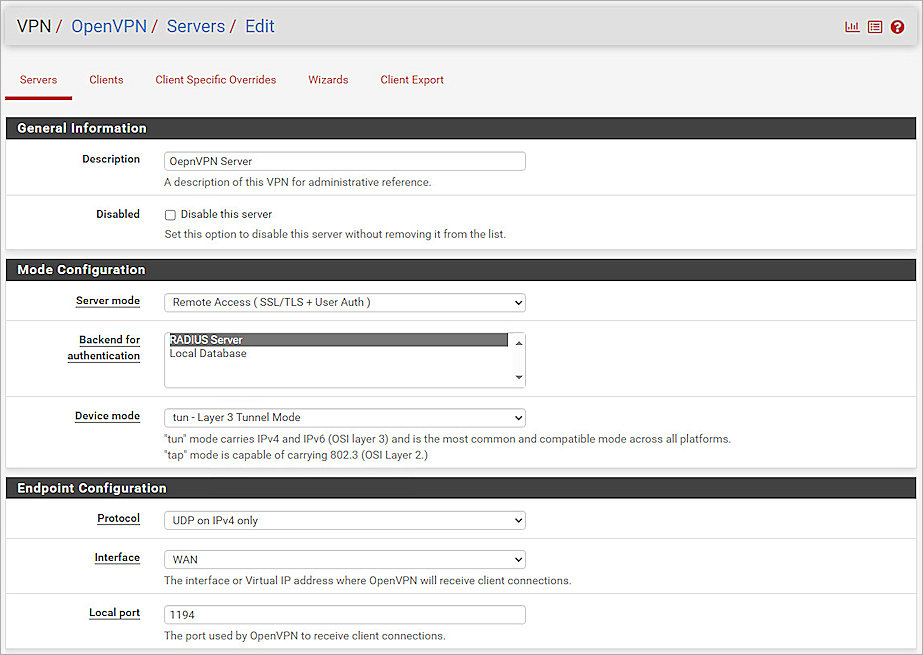 VPN / OpenVPN / Servers / Edit
Servers Clients Client Specific Overrides Wizards Client Export
General Information
Description OepnVPN Server
A description of this VPN for administrative reference.
Disabled Disable this server
Set this option to disable this server without removing it from the list.
Mode Configuration
Server mode Remote Access ( SSL/TLS + User Auth )
Backend for authentication
RADIUS Server
Local Database
Device mode tun - Layer 3 Tunnel Mode
"tun" mode carries IPv4 and IPv6 (OSI layer 3) and is the most common and compatible mode across all platforms.
"tap" mode is capable of carrying 802.3 (OSI Layer 2.)
Endpoint Configuration
Protocol UDP on IPv4 only
Interface WAN
The interface or Virtual IP address where OpenVPN will receive client connections.
Local port 1194
The port used by OpenVPN to receive client connections.